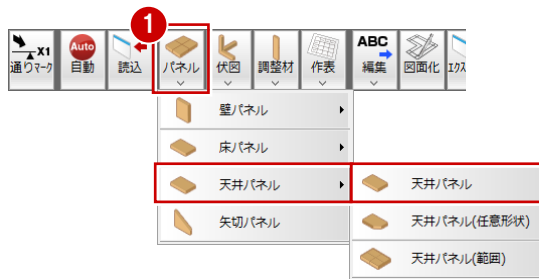 1
X1
通りマーク
Auto
自動
読込
パネル
伏図
調整材
作表
ABC
編集
図面化
壁パネル
床パネル
天井パネル
矢切パネル
天井パネル
天井パネル(任意形状)
天井パネル(範囲)